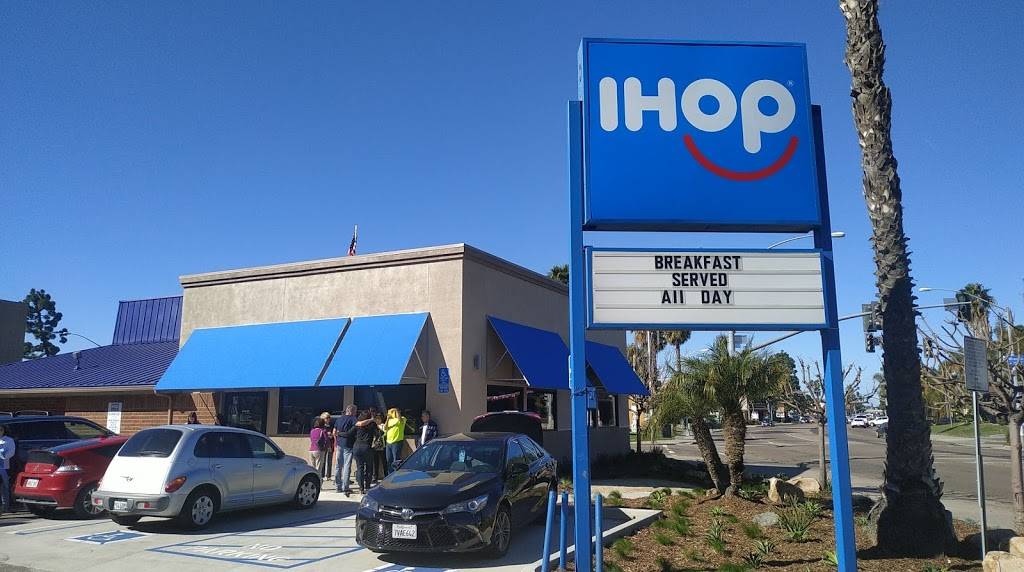 IHOP®
BREAKFAST
SERVED
All DAY